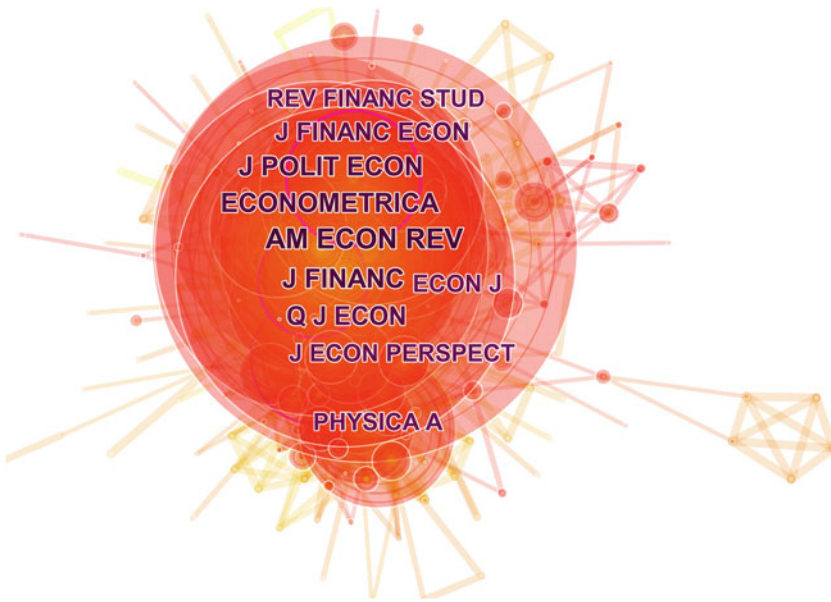 REV FINANC STUD
J FINANC ECON
J POLIT ECON
ECONOMETRICA
AM ECON REV
J FINANC
ECON J
Q J ECON
J ECON PERSPECT
PHYSICA A